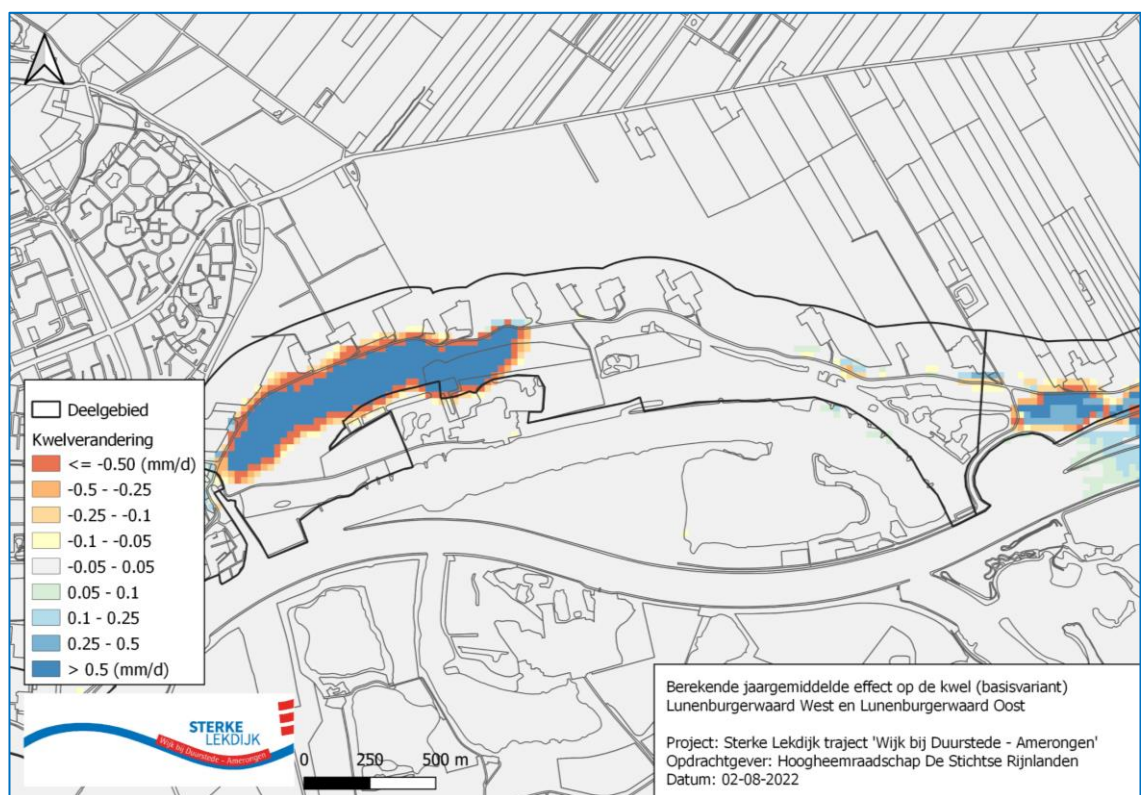 Deelgebied
Kwelverandering
<= -0.50 (mm/d)
-0.5 - -0.25
-0.25 - -0.1
-0.1 - -0.05
-0.05 - 0.05
0.05 - 0.1
0.1 - 0.25
0.25 - 0.5
> 0.5 (mm/d)
STERKE
LEKDIJK
Wijk bij Duurstede - Amerongen
0 250 500 m
Berekende jaargemiddelde effect op de kwel (basisvariant)
Lunenburgerwaard West en Lunenburgerwaard Oost
Project: Sterke Lekdijk traject 'Wijk bij Duurstede - Amerongen'
Opdrachtgever: Hoogheemraadschap De Stichtse Rijnlanden
Datum: 02-08-2022